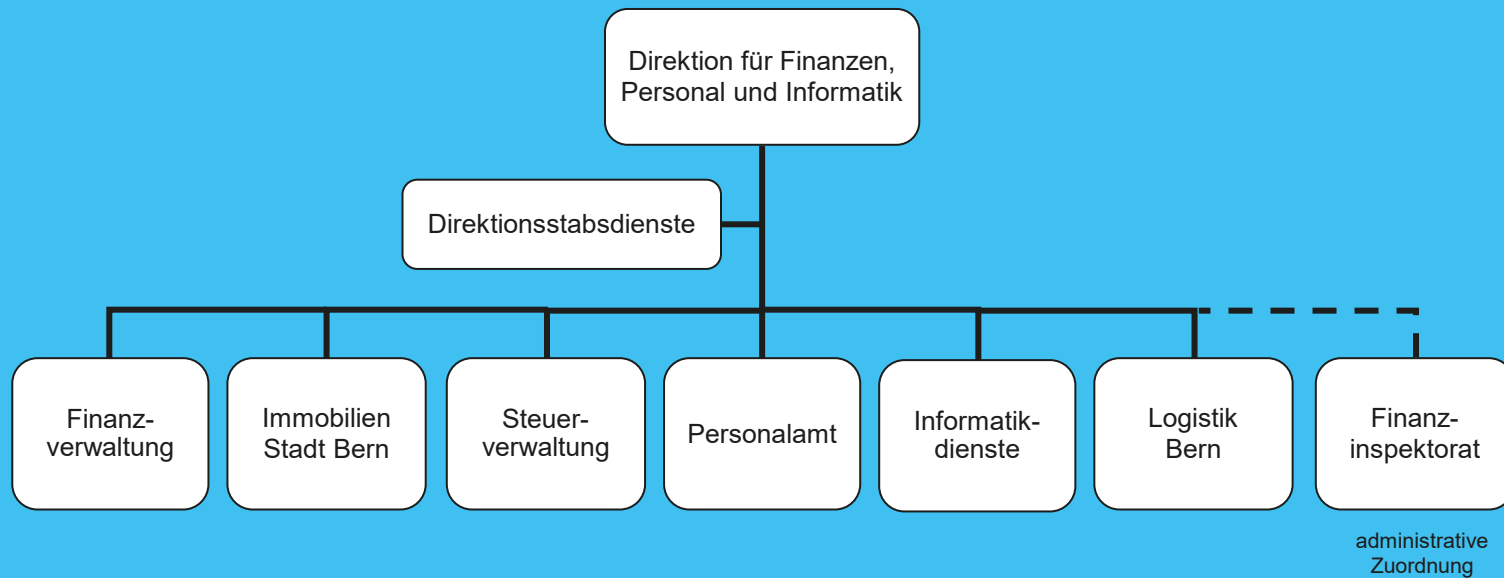 Direktion für Finanzen,
Personal und Informatik
Direktionsstabsdienste
Finanz-
verwaltung
Immobilien
Stadt Bern
Steuer-
verwaltung
Personalamt
Informatik-
dienste
Logistik
Bern
Finanz-
inspektorat
administrative
Zuordnung